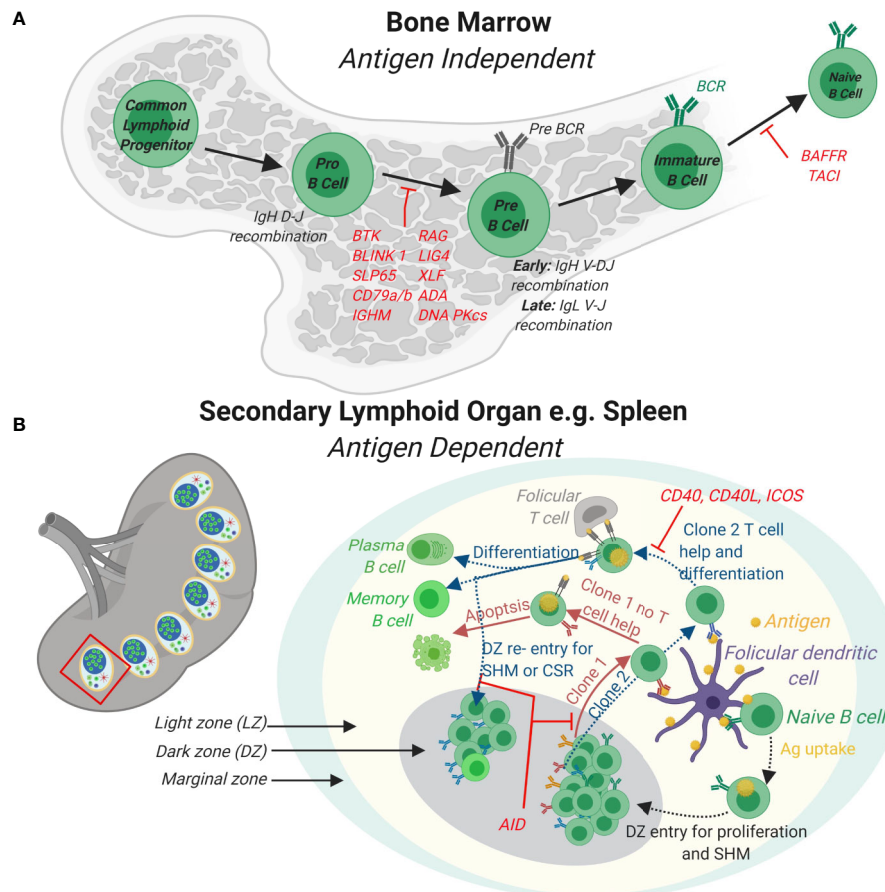 A
Bone Marrow
Antigen Independent
Common
Lymphoid
Progenitor
Pro
B Cell
IgH D-J
recombination
BTK
BLINK 1
SLP65
CD79a/b
IGHM
RAG
LIG4
XLF
ADA
DNA PKcs
Pre BCR
Pre
B Cell
Early: IgH V-DJ
recombination
Late: IgL V-J
recombination
BCR
Immature
B Cell
Naive
B Cell
BAFFR
TACI
B
Secondary Lymphoid Organ e.g. Spleen
Antigen Dependent
Folicular
T cell
CD40, CD40L, ICOS
Plasma
B cell
Differentiation
Clone 2 T cell
help and
differentiation
Memory
B cell
Apoptsis
Clone 1 no T
cell help
Antigen
DZ re- entry for
SHM or CSR
Clone 1
Clone 2
Folicular dendritic
cell
Naive B cell
Ag uptake
Light zone (LZ)
Dark zone (DZ)
Marginal zone
AID
DZ entry for proliferation
and SHM